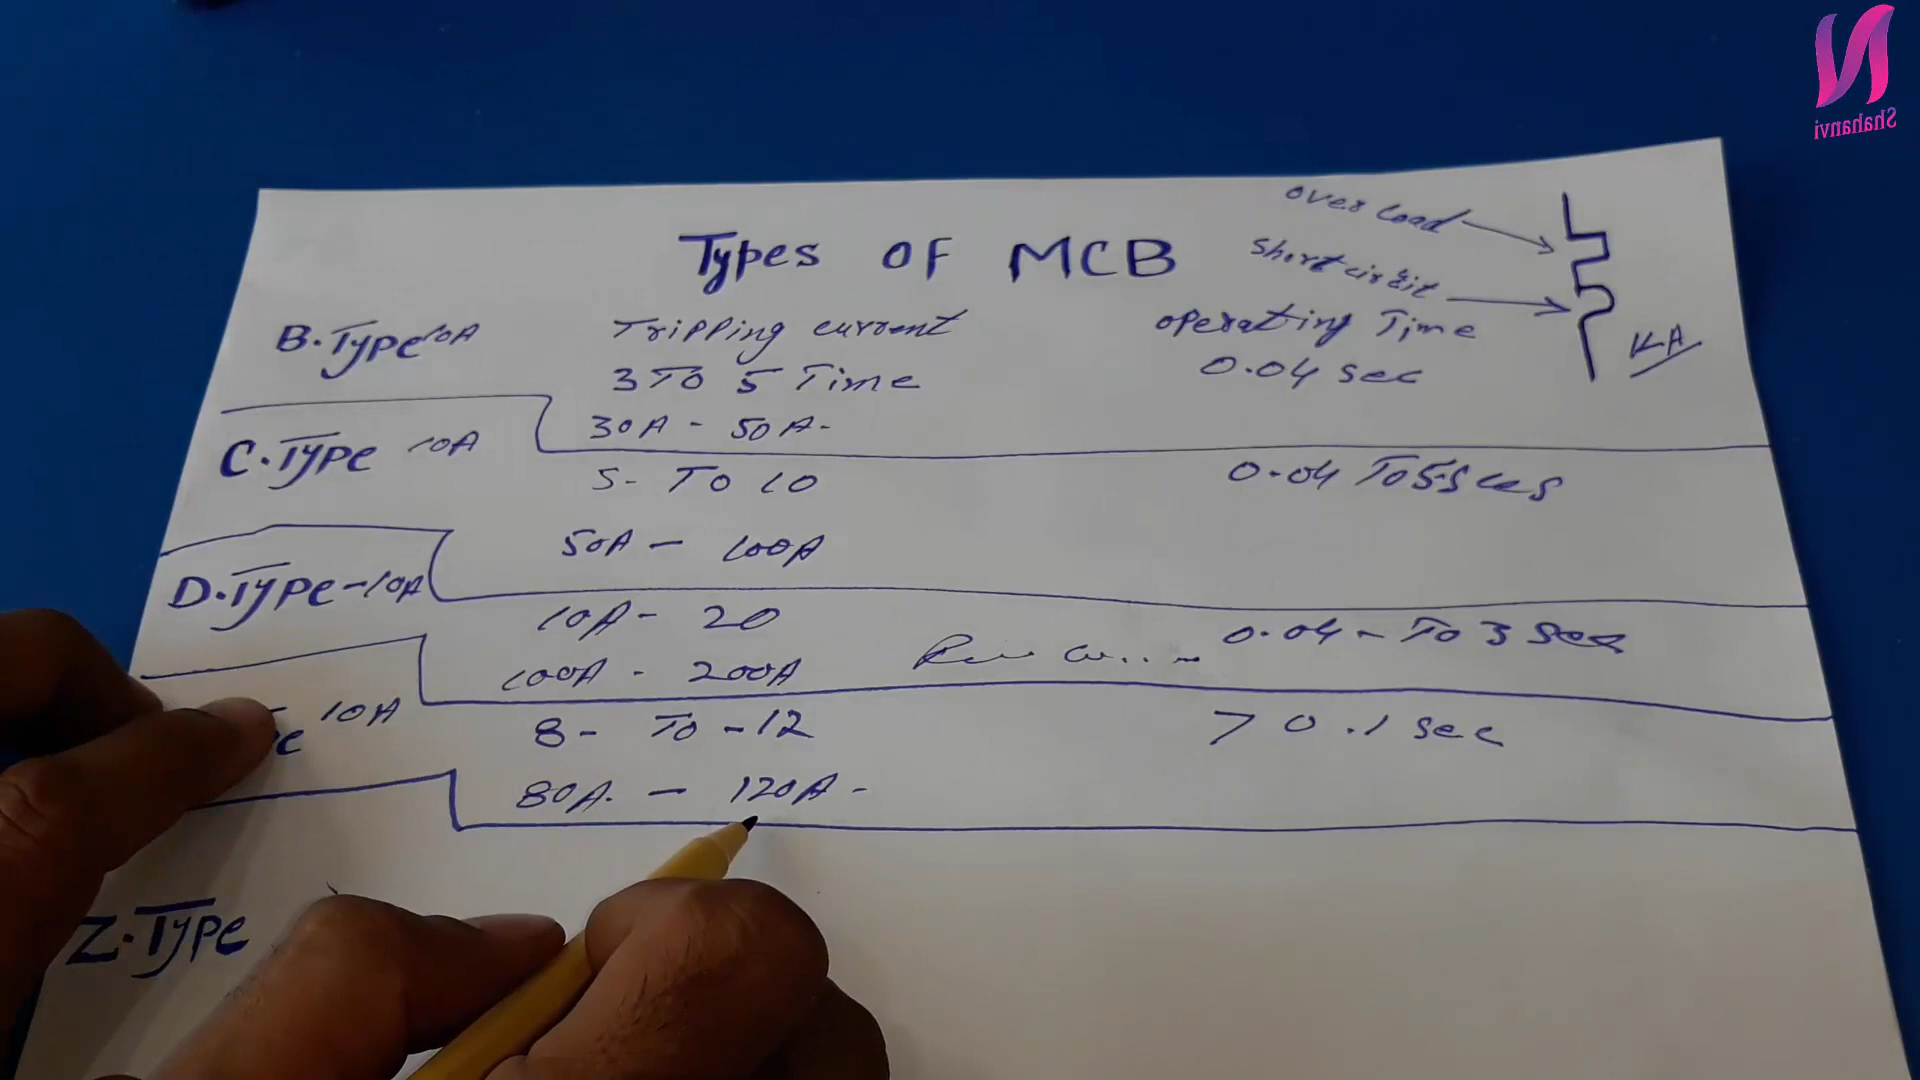 Shahanvi
over Load
Types OF MCB
Short circit
B.Type 10A Tripping current operating Time KA
3 To 5 Time 0.04 sec
30A - 50A-
C.Type 10A 5- To 10 0.04 To 5
50A - 100A
D.Type-10A
10A- 20 0.04 - To 3 Sec
100A - 200A
10A 8- To -12 > 0.1 sec
80A. - 120A-
Z.Type